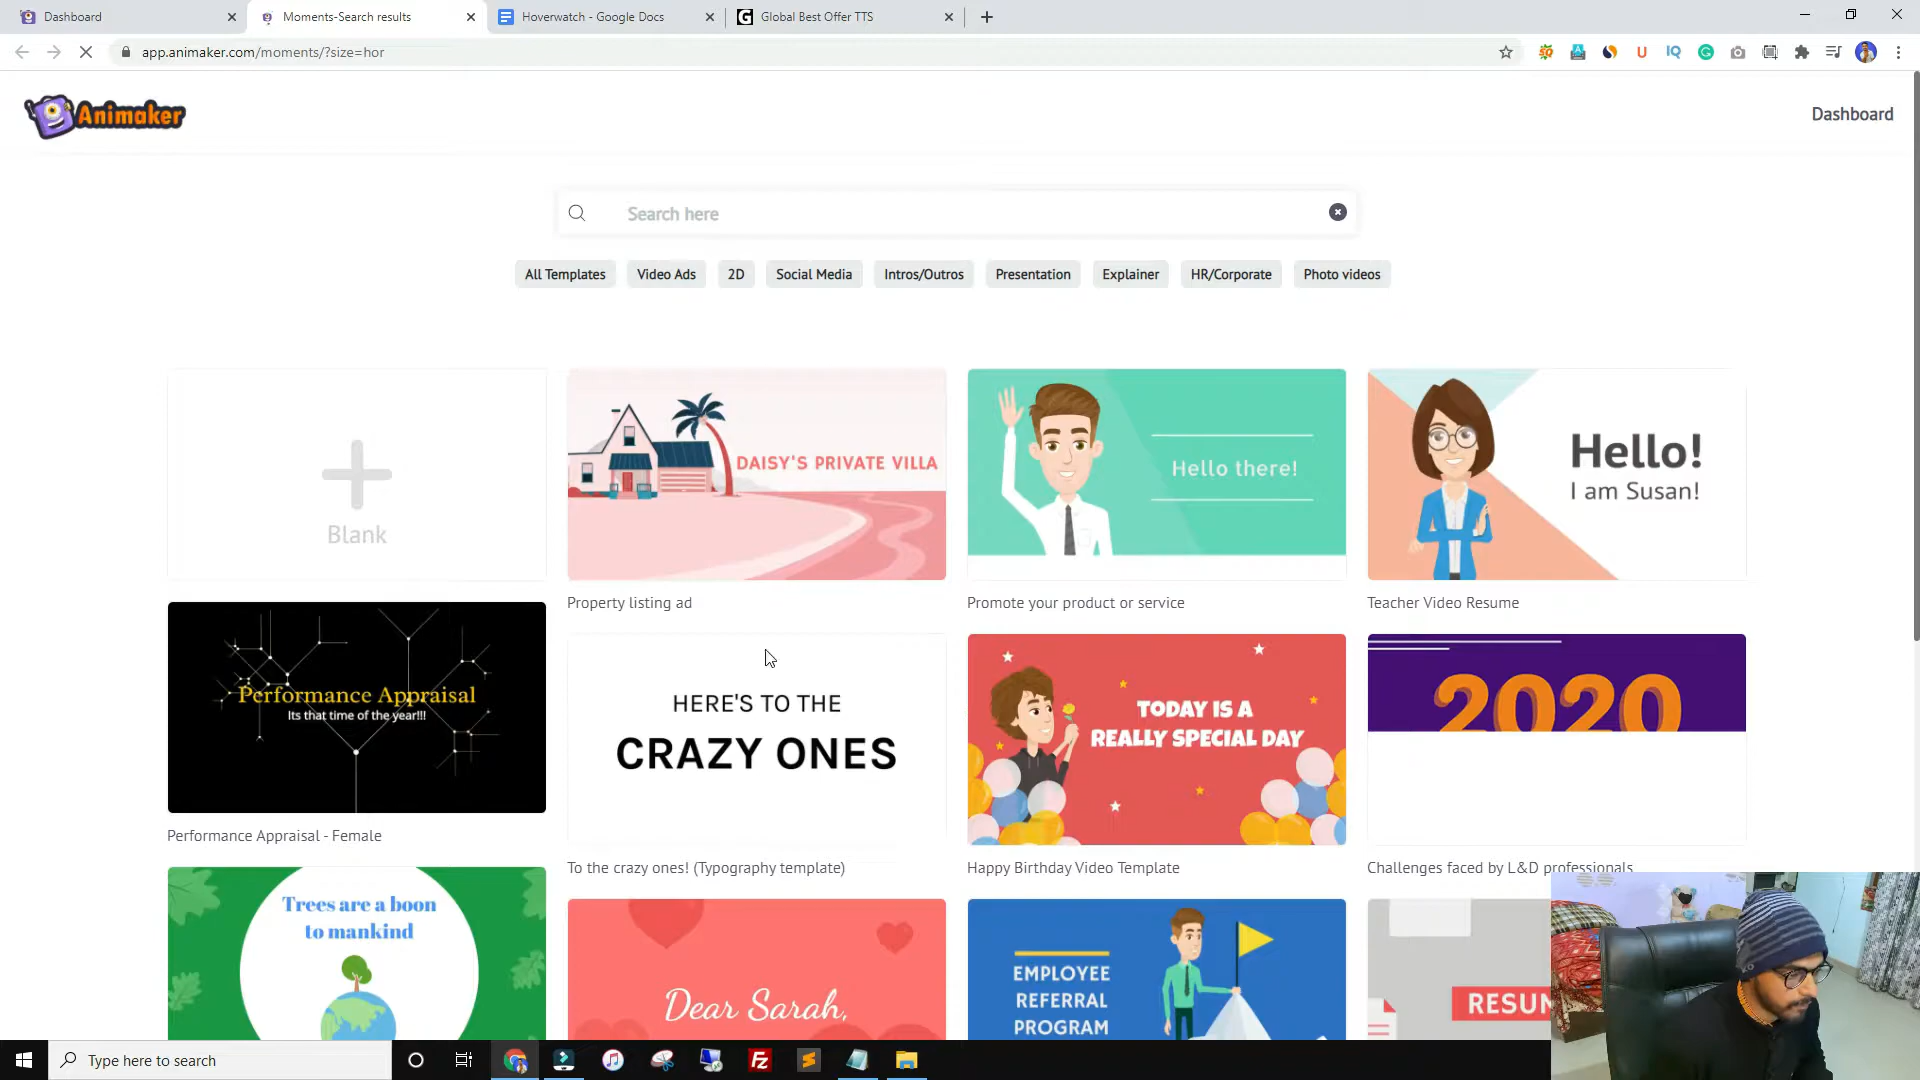 Dashboard
Moments-Search results
Hoverwatch - Google Docs
Global Best Offer TTS
app.animaker.com/moments/?size=hor
Animaker
Dashboard
Search here
All Templates
Video Ads
2D
Social Media
Intros/Outros
Presentation
Explainer
HR/Corporate
Photo videos
Blank
DAISY'S PRIVATE VILLA
Property listing ad
Hello there!
Promote your product or service
Hello!
I am Susan!
Teacher Video Resume
Performance Appraisal
Its that time of the year!!!
Performance Appraisal - Female
HERE'S TO THE
CRAZY ONES
To the crazy ones! (Typography template)
TODAY IS A
REALLY SPECIAL DAY
Happy Birthday Video Template
2020
Challenges faced by L&D professionals
Trees are a boon
to mankind
Dear Sarah,
EMPLOYEE
REFERRAL
PROGRAM
RESUM
Type here to search